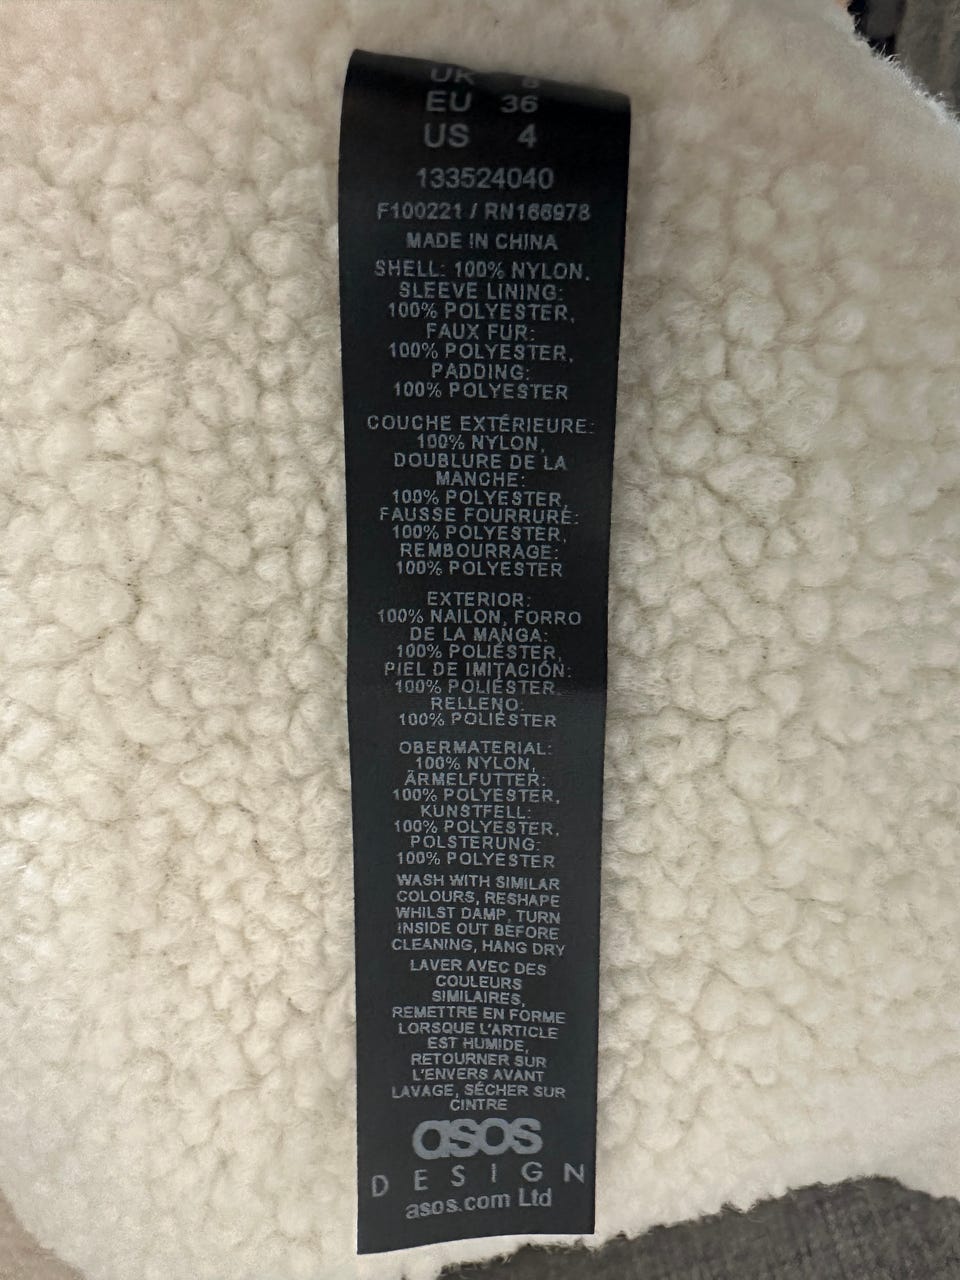 UK 8
EU 36
US 4
133524040
F100221 / RN166978
MADE IN CHINA
SHELL: 100% NYLON,
SLEEVE LINING:
100% POLYESTER,
FAUX FUR:
100% POLYESTER,
PADDING:
100% POLYESTER
COUCHE EXTÉRIEURE:
100% NYLON,
DOUBLURE DE LA
MANCHE:
100% POLYESTER,
FAUSSE FOURRURE:
100% POLYESTER,
REMBOURRAGE:
100% POLYESTER
EXTERIOR:
100% NAILON, FORRO
DE LA MANGA:
100% POLIÉSTER,
PIEL DE IMITACIÓN:
100% POLIÉSTER,
RELLENO:
100% POLIÉSTER
OBERMATERIAL:
100% NYLON,
ÄRMELFUTTER:
100% POLYESTER,
KUNSTFELL:
100% POLYESTER,
POLSTERUNG:
100% POLYESTER
WASH WITH SIMILAR
COLOURS, RESHAPE
WHILST DAMP, TURN
INSIDE OUT BEFORE
CLEANING, HANG DRY
LAVER AVEC DES
COULEURS
SIMILAIRES,
REMETTRE EN FORME
LORSQUE L'ARTICLE
EST HUMIDE,
RETOURNER SUR
L'ENVERS AVANT
LAVAGE, SÉCHER SUR
CINTRE
asos
DESIGN
asos.com Ltd